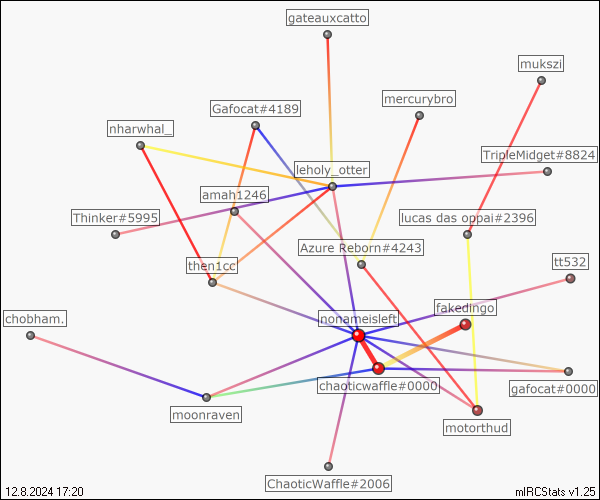 gateauxcatto
mukszi
mercurybro
Gafocat#4189
nharwhal_
TripleMidget#8824
leholy_otter
amah1246
Thinker#5995
lucas das oppai#2396
Azure Reborn#4243
then1cc
tt532
fakedingo
chobham.
nonameisleft
chaoticwaffle#0000
gafocat#0000
moonraven
motorthud
ChaoticWaffle#2006
12.8.2024 17:20
mIRCStats v1.25